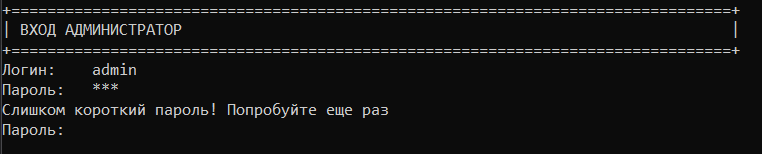 +================================================================================+
| ВХОД АДМИНИСТРАТОР |
+================================================================================+
Логин: admin
Пароль: ***
Слишком короткий пароль! Попробуйте еще раз
Пароль: